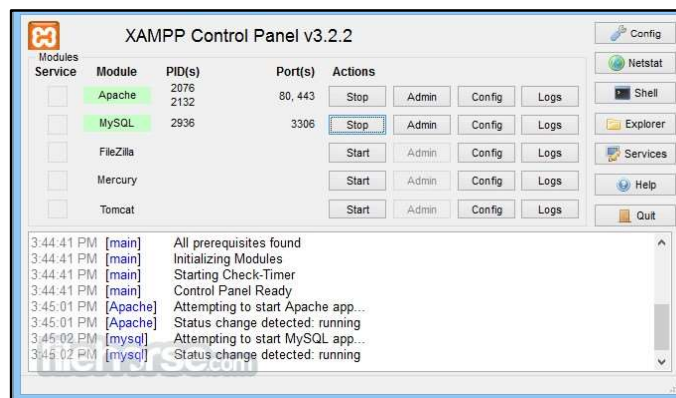 XAMPP Control Panel v3.2.2
Config
Modules
Service Module PID(s) Port(s) Actions
Netstat
Apache 2076 2132 80, 443 Stop Admin Config Logs
Shell
MySQL 2936 3306 Stop Admin Config Logs
Explorer
FileZilla Start Admin Config Logs
Services
Mercury Start Admin Config Logs
Help
Tomcat Start Admin Config Logs
Quit
3:44:41 PM [main] All prerequisites found
3:44:41 PM [main] Initializing Modules
3:44:41 PM [main] Starting Check-Timer
3:44:41 PM [main] Control Panel Ready
3:45:01 PM [Apache] Attempting to start Apache app...
3:45:01 PM [Apache] Status change detected: running
3:45:02 PM [mysql] Attempting to start MySQL app...
3:45:02 PM [mysql] Status change detected: running
filehorse.com